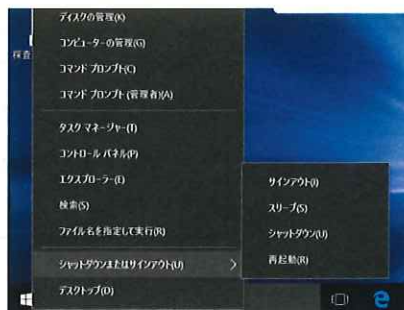 ディスクの管理(K)
コンピューターの管理(G)
コマンド プロンプト(C)
コマンド プロンプト (管理者)(A)
タスク マネージャー(T)
コントロール パネル(P)
エクスプローラー(E)
検索(S)
ファイル名を指定して実行(R)
シャットダウンまたはサインアウト(U)
デスクトップ(D)
サインアウト(I)
スリープ(S)
シャットダウン(U)
再起動(R)